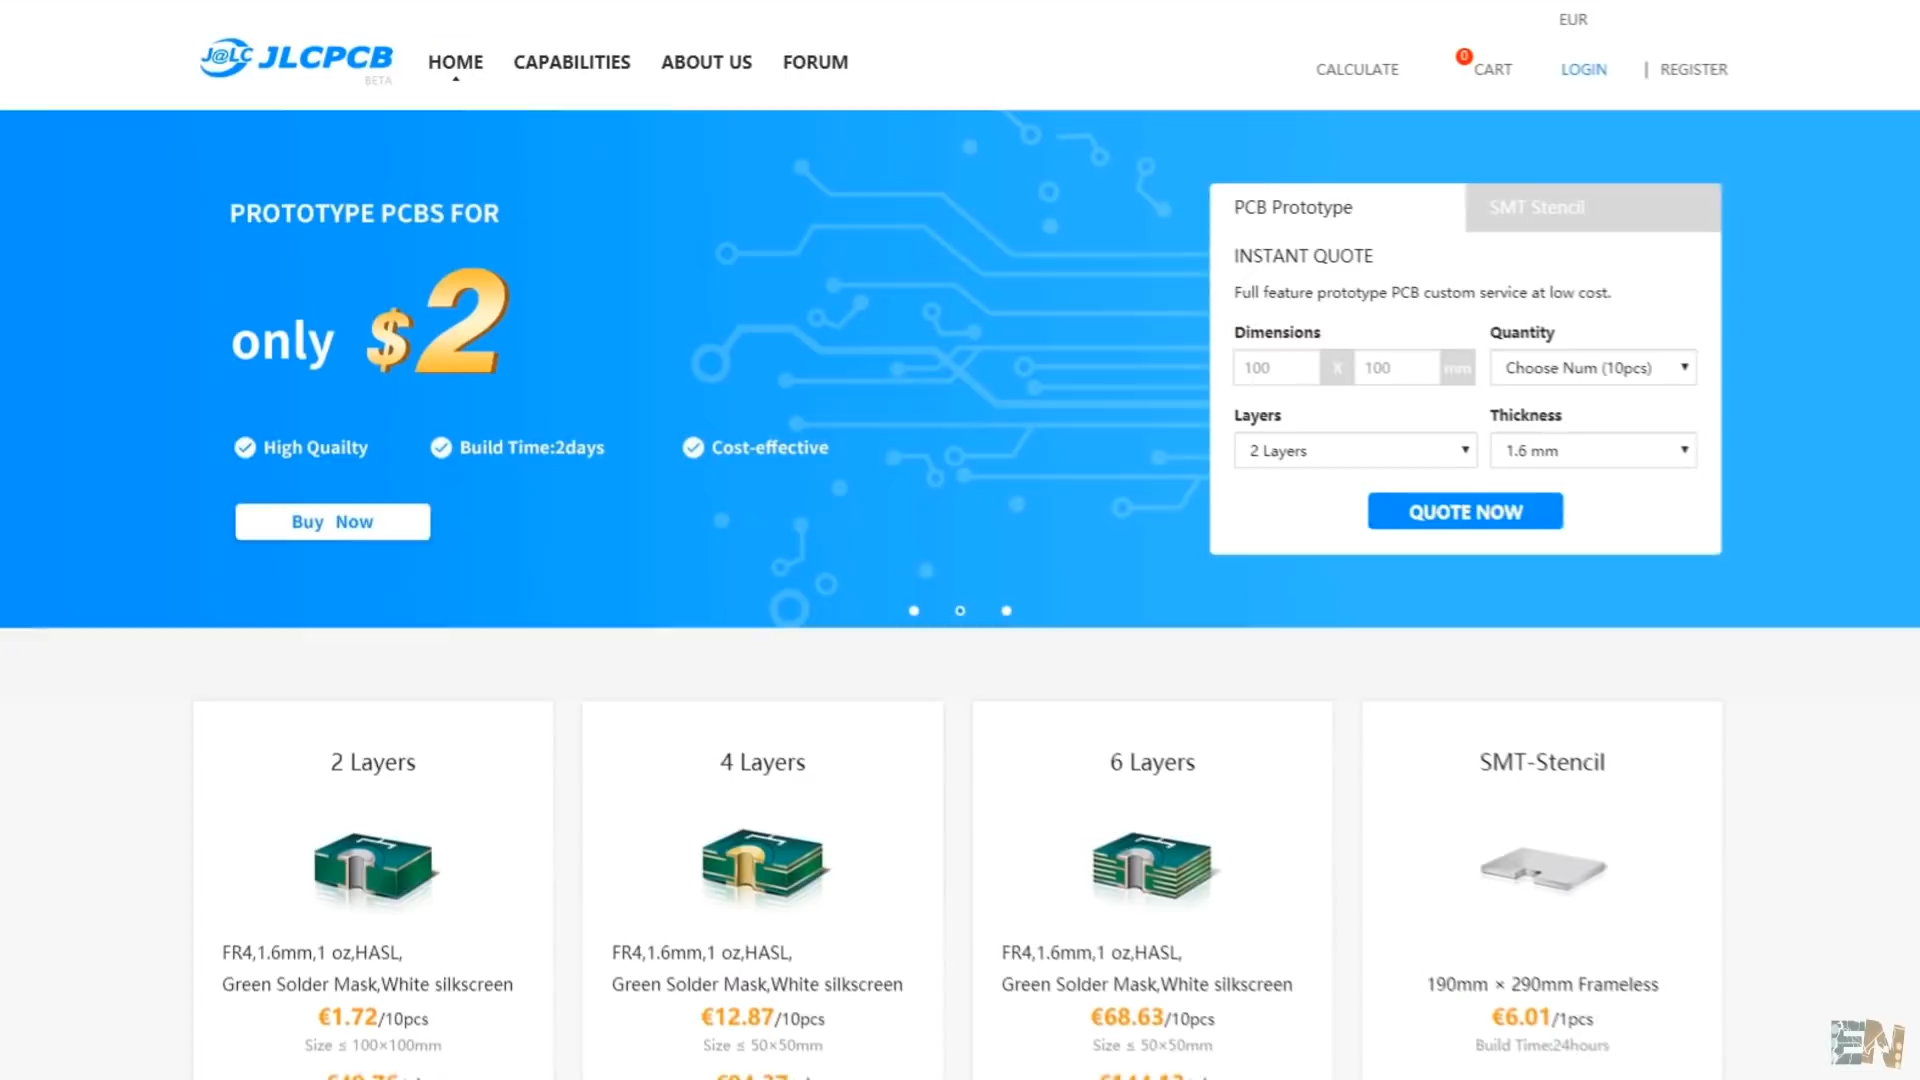 EUR
J@LC JLCPCB
BETA
HOME CAPABILITIES ABOUT US FORUM
CALCULATE 0 CART LOGIN | REGISTER
PROTOTYPE PCBS FOR
only $2
High Quailty Build Time:2days Cost-effective
Buy Now
PCB Prototype SMT Stencil
INSTANT QUOTE
Full feature prototype PCB custom service at low cost.
Dimensions Quantity
100 X 100 mm Choose Num (10pcs)
Layers Thickness
2 Layers 1.6 mm
QUOTE NOW
2 Layers
FR4,1.6mm,1 oz,HASL,
Green Solder Mask,White silkscreen
€1.72/10pcs
Size ≤ 100×100mm
4 Layers
FR4,1.6mm,1 oz,HASL,
Green Solder Mask,White silkscreen
€12.87/10pcs
Size ≤ 50×50mm
6 Layers
FR4,1.6mm,1 oz,HASL,
Green Solder Mask,White silkscreen
€68.63/10pcs
Size ≤ 50×50mm
SMT-Stencil
190mm × 290mm Frameless
€6.01/1pcs
Build Time:24hours
EN